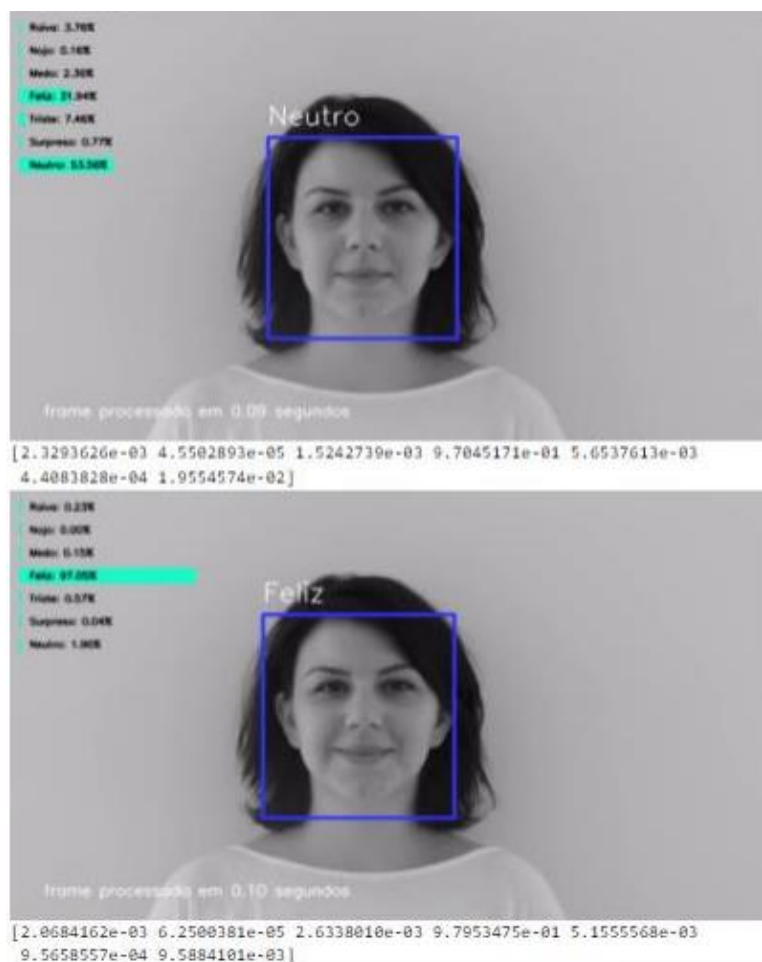 Raiva: 3.76%
Nojo: 0.16%
Medo: 2.30%
Feliz: 31.94%
Triste: 7.46%
Surpreso: 0.77%
Neutro: 53.56%
Neutro
frame processado em 0.09 segundos
[2.3293626e-03 4.5502893e-05 1.5242739e-03 9.7045171e-01 5.6537613e-03
4.4083828e-04 1.9554574e-02]
Raiva: 0.23%
Nojo: 0.00%
Medo: 0.15%
Feliz: 97.05%
Triste: 0.57%
Surpreso: 0.04%
Neutro: 1.96%
Feliz
frame processado em 0.10 segundos
[2.0684162e-03 6.2500381e-05 2.6338010e-03 9.7953475e-01 5.1555568e-03
9.5658557e-04 9.5884101e-03]